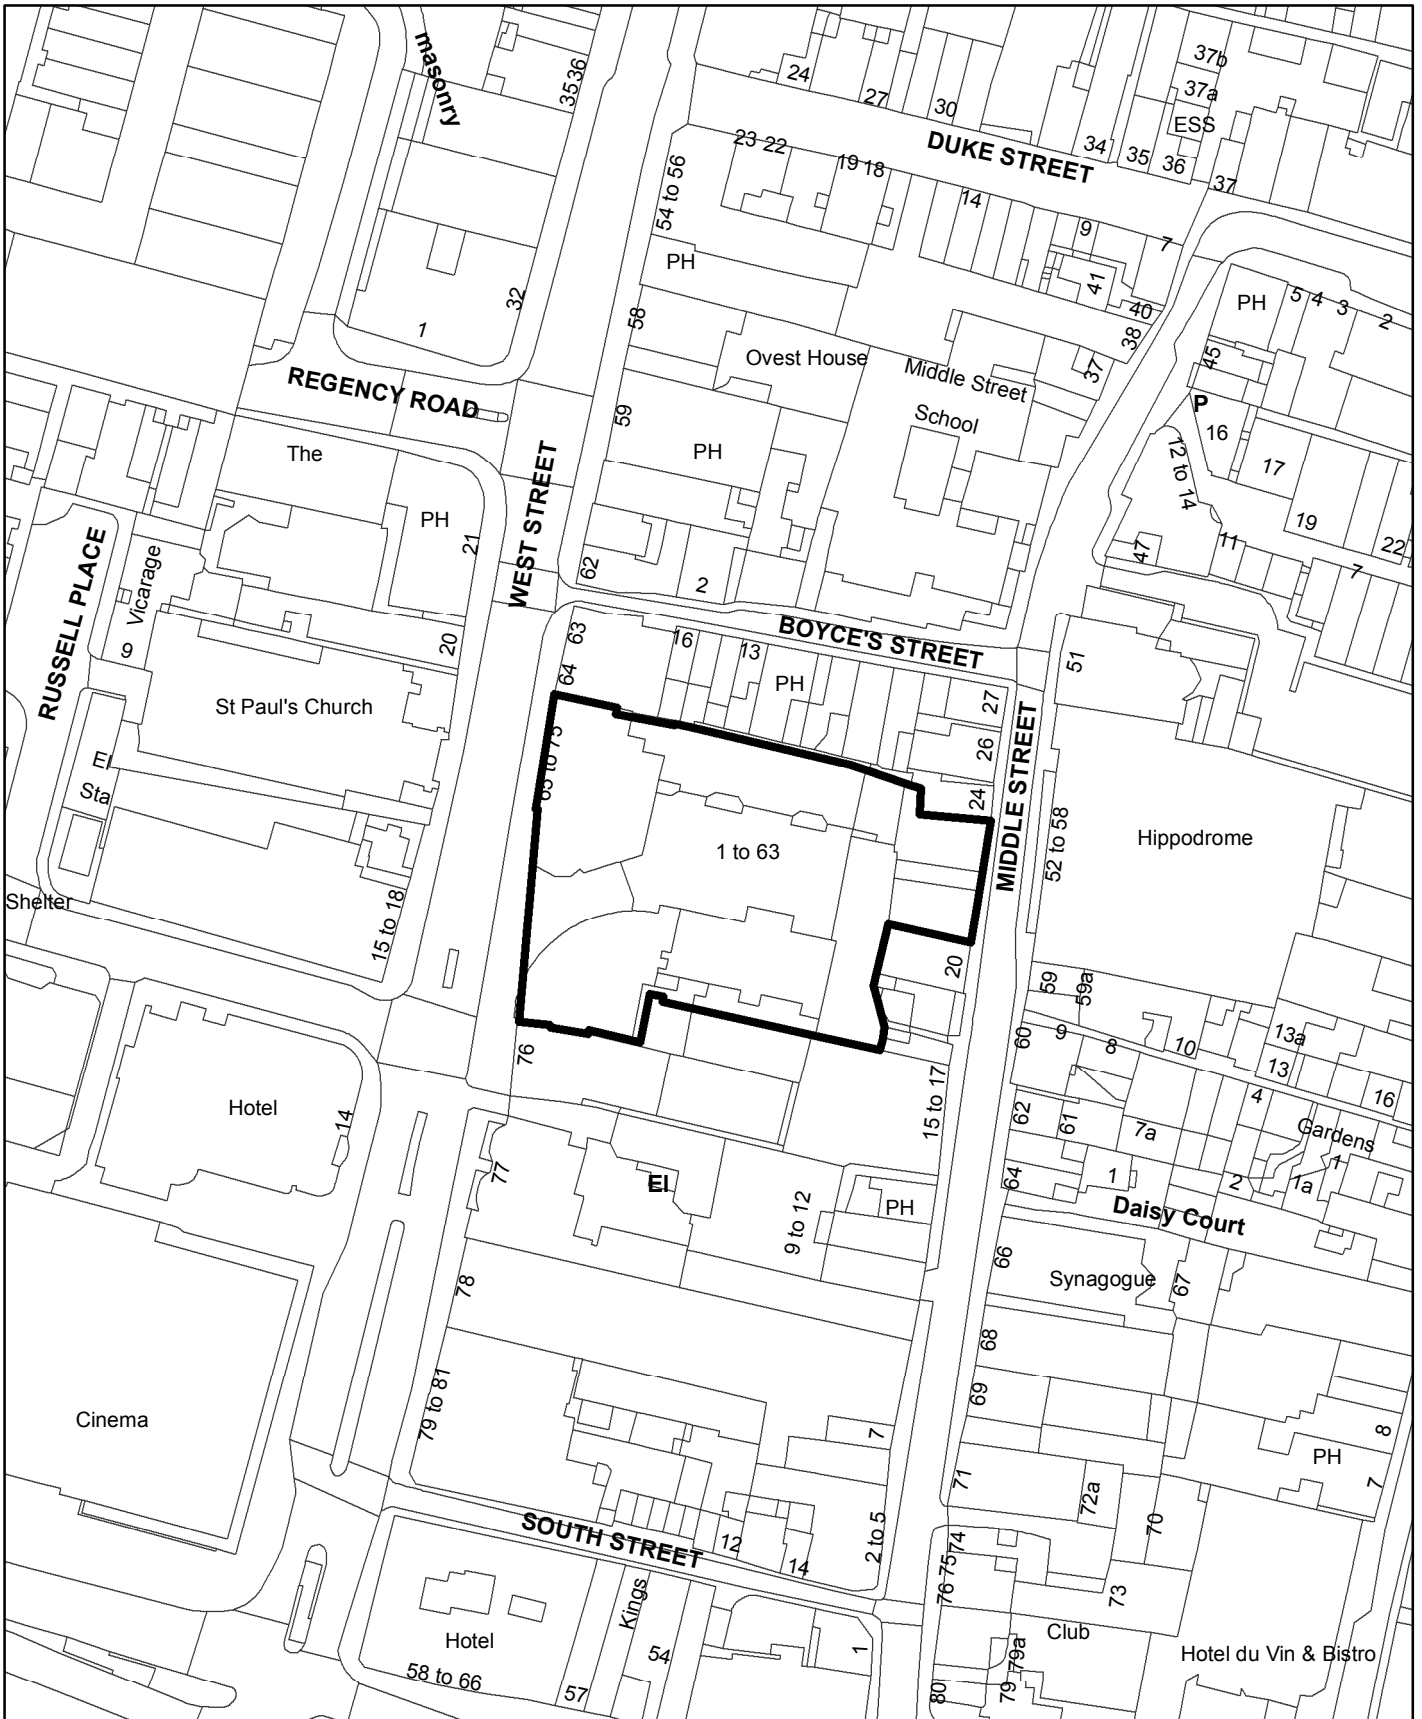 masonry
35 36
24
27
30
37b
37a
ESS
DUKE STREET
34
35
36
37
23 22
19 18
54 to 56
14
9
7
PH
41
40
38
32
1
58
Ovest House
Middle Street
School
37
PH
5
4
3
2
45
REGENCY ROAD
59
P
16
The
PH
17
12 to 14
PH
21
WEST STREET
19
22
11
47
7
RUSSELL PLACE
Vicarage
62
2
9
20
63
16
13
BOYCE'S STREET
51
64
PH
27
St Paul's Church
65 to 75
26
MIDDLE STREET
El
Sta
24
1 to 63
52 to 58
Hippodrome
Shelter
15 to 18
20
59
59a
76
60
9
8
10
13a
13
16
Hotel
14
15 to 17
62
61
7a
4
Gardens
1
77
El
64
1
2
1a
9 to 12
PH
Daisy Court
78
66
Synagogue
67
68
79 to 81
69
Cinema
7
8
PH
7
71
72a
70
SOUTH STREET
12
14
2 to 5
74
75
76
73
Kings
Hotel
54
1
Club
79a
Hotel du Vin & Bistro
58 to 66
57
80
79